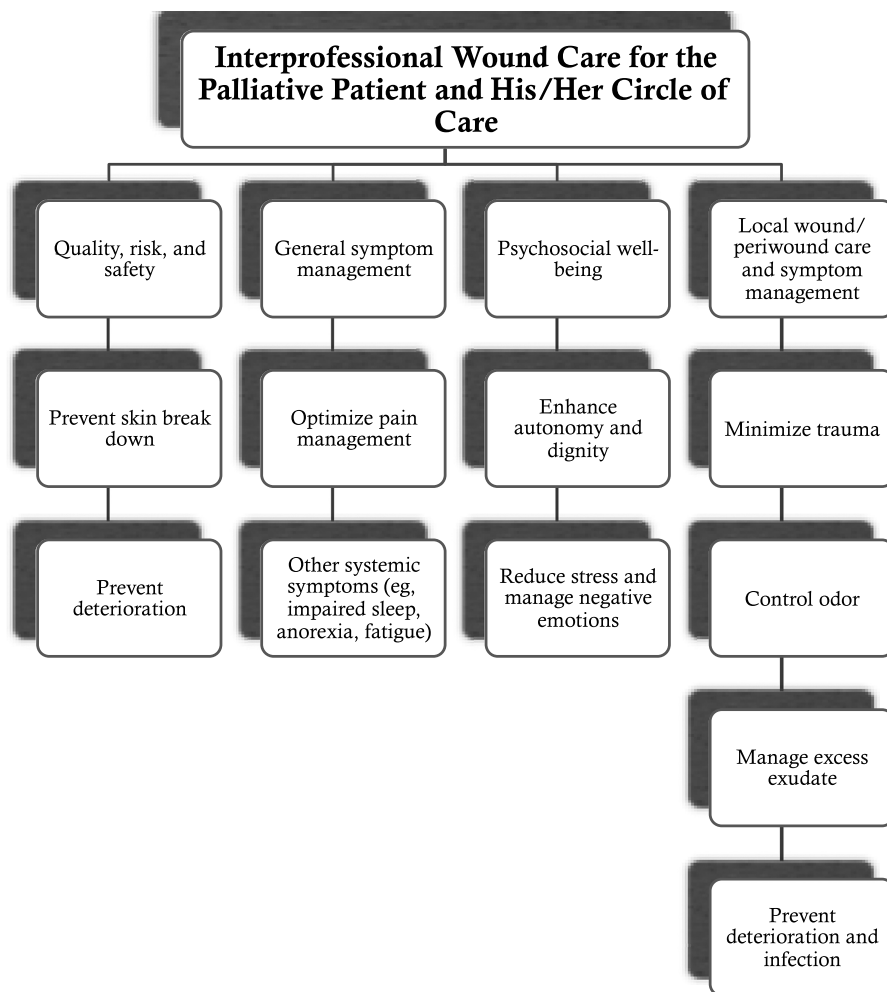 Interprofessional Wound Care for the
Palliative Patient and His/Her Circle of
Care
Quality, risk, and
safety
General symptom
management
Psychosocial well-
being
Local wound/
periwound care
and symptom
management
Prevent skin break
down
Optimize pain
management
Enhance
autonomy and
dignity
Minimize trauma
Prevent
deterioration
Other systemic
symptoms (eg,
impaired sleep,
anorexia, fatigue)
Reduce stress and
manage negative
emotions
Control odor
Manage excess
exudate
Prevent
deterioration and
infection